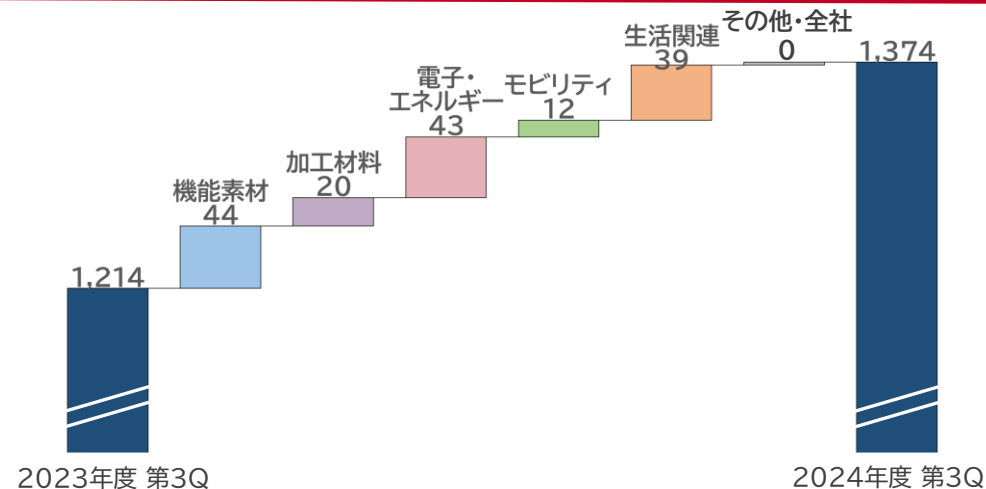 その他・全社
0
1,374
生活関連
39
電子・
エネルギー
43
モビリティ
12
加工材料
20
機能素材
44
1,214
2023年度 第3Q
2024年度 第3Q